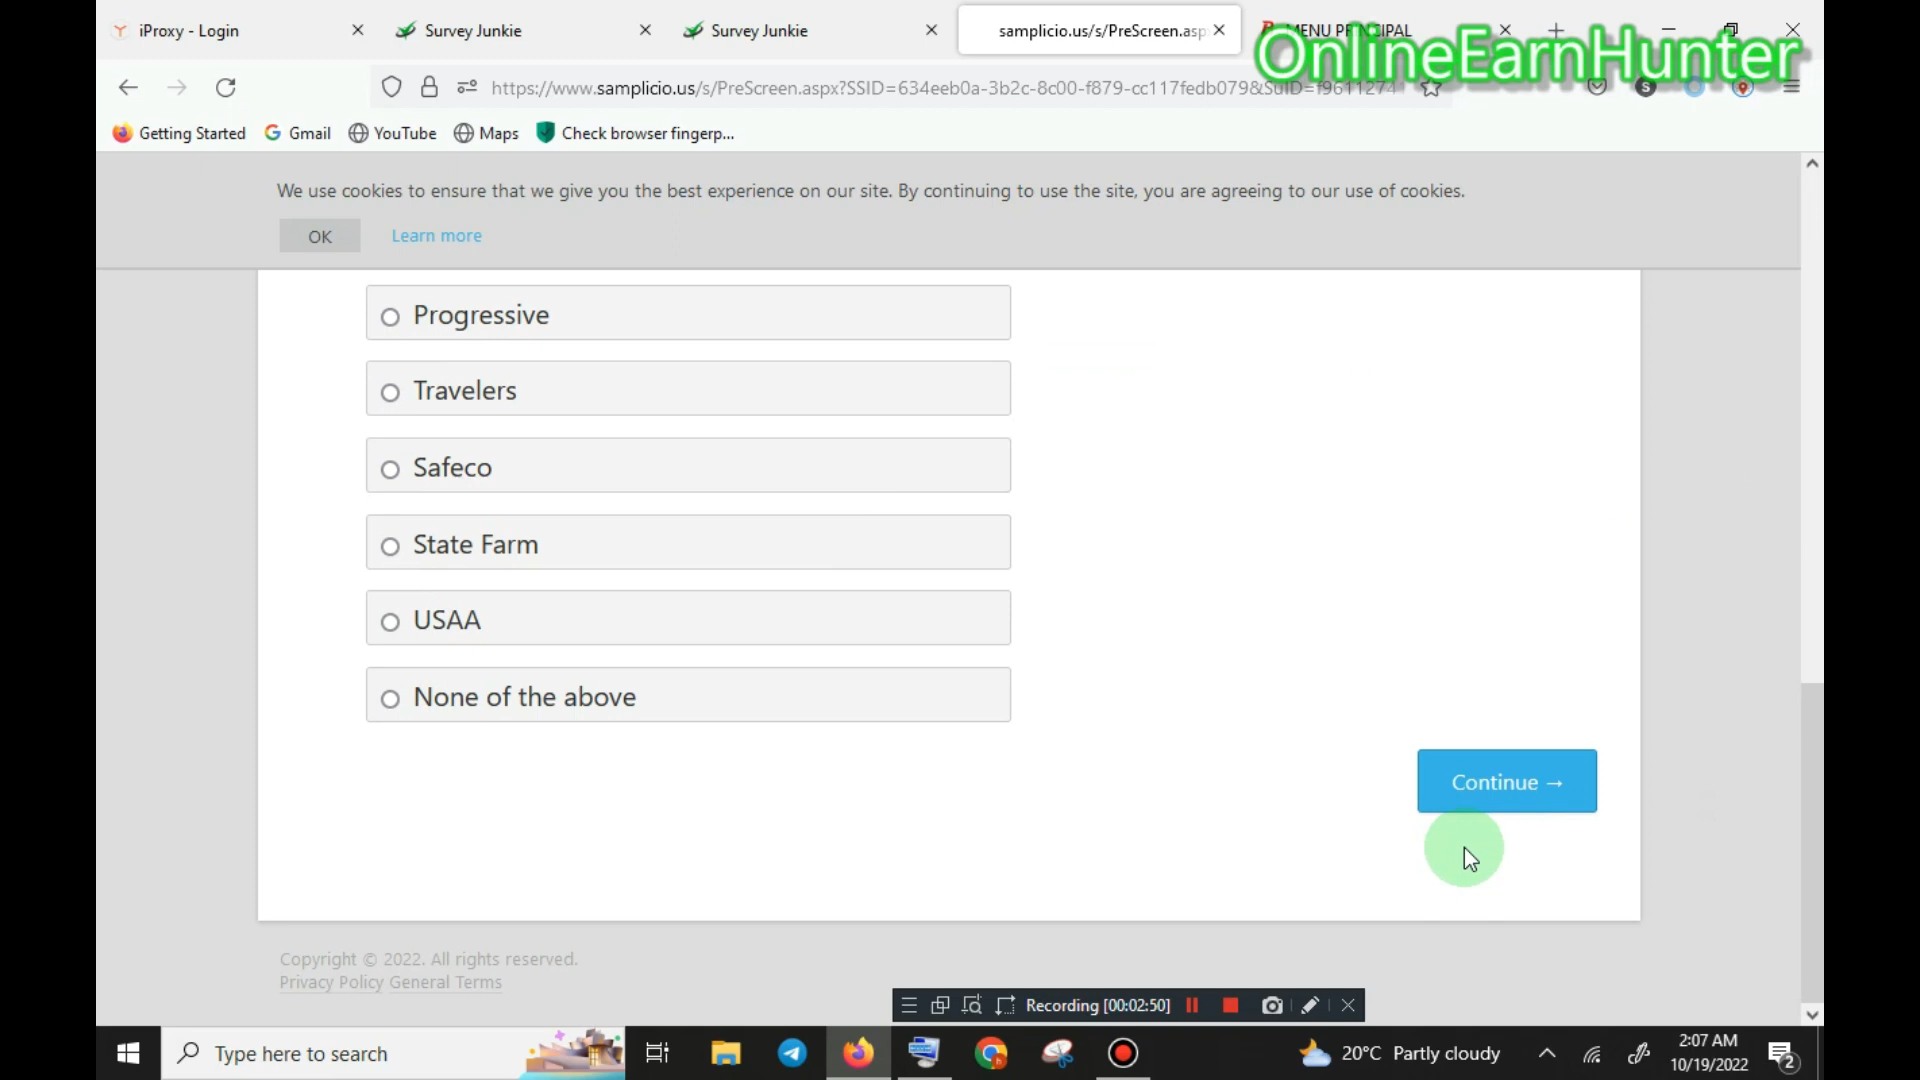 iProxy - Login
Survey Junkie
Survey Junkie
samplicio.us/s/PreScreen.asp
MENU PRINCIPAL
OnlineEarnHunter
https://www.samplicio.us/s/PreScreen.aspx?SSID=634eeb0a-3b2c-8c00-f879-cc117fedb079&SuID=f9611274
Getting Started
Gmail
YouTube
Maps
Check browser fingerp...
We use cookies to ensure that we give you the best experience on our site. By continuing to use the site, you are agreeing to our use of cookies.
OK
Learn more
Progressive
Travelers
Safeco
State Farm
USAA
None of the above
Continue →
Copyright © 2022. All rights reserved.
Privacy Policy General Terms
Recording [00:02:50]
Type here to search
20°C Partly cloudy
2:07 AM
10/19/2022
2